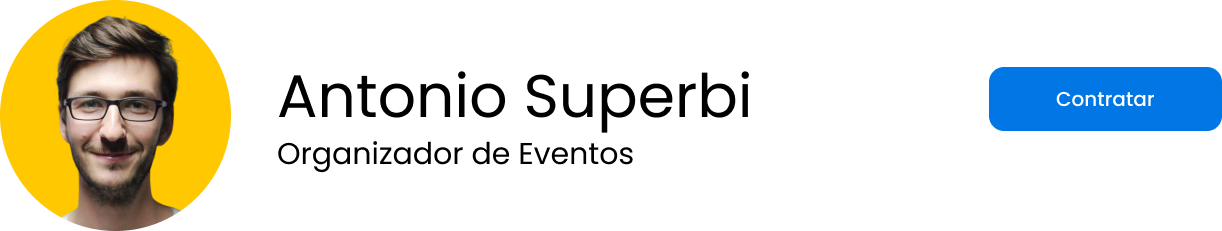 Antonio Superbi
Organizador de Eventos
Contratar